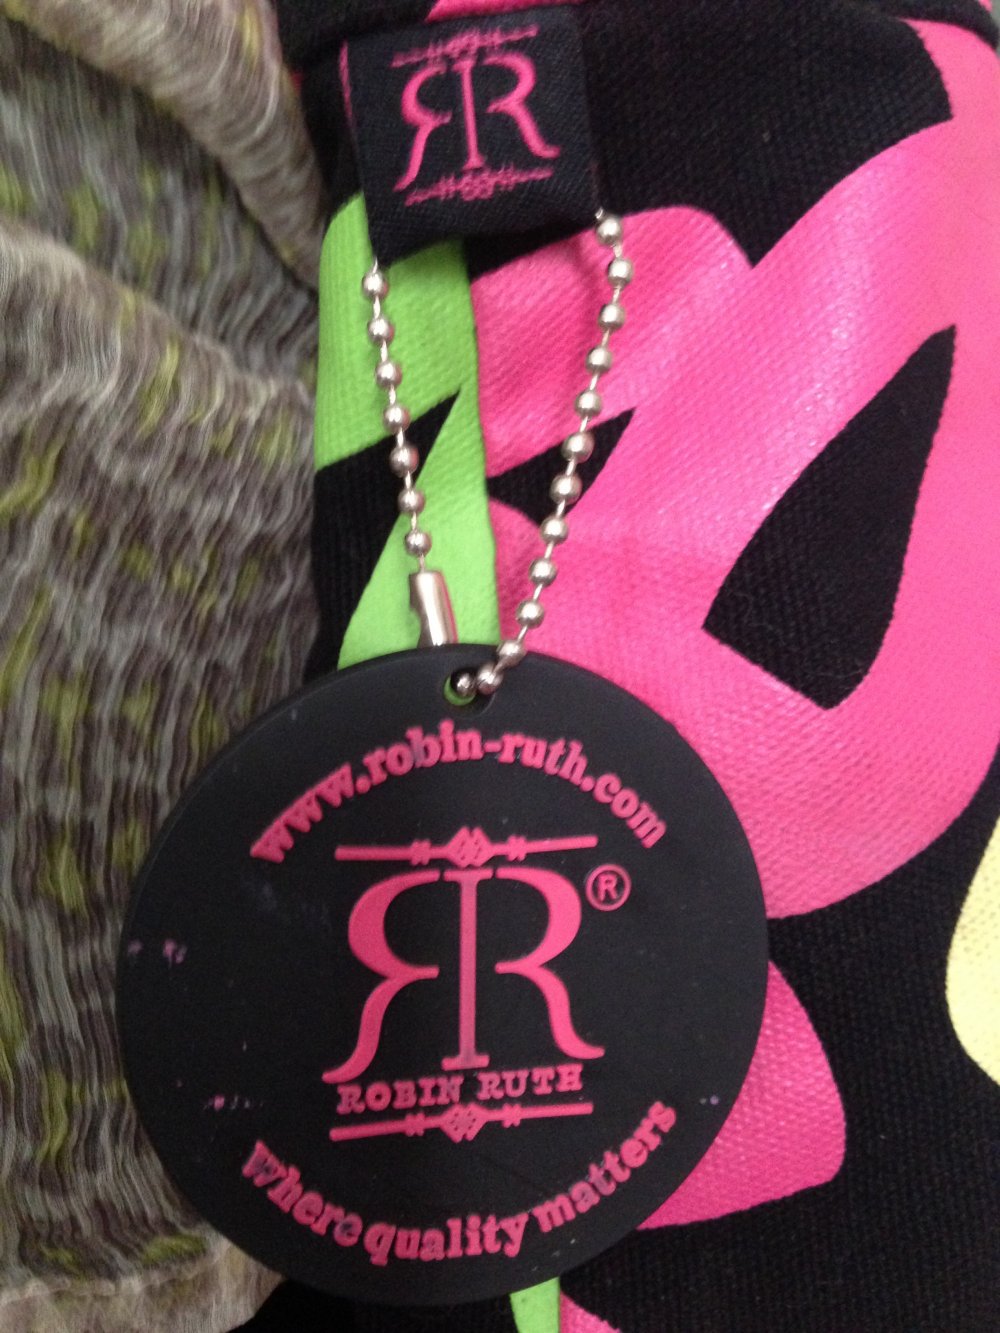 RR
www.robin-ruth.com
RR®
ROBIN RUTH
where quality matters